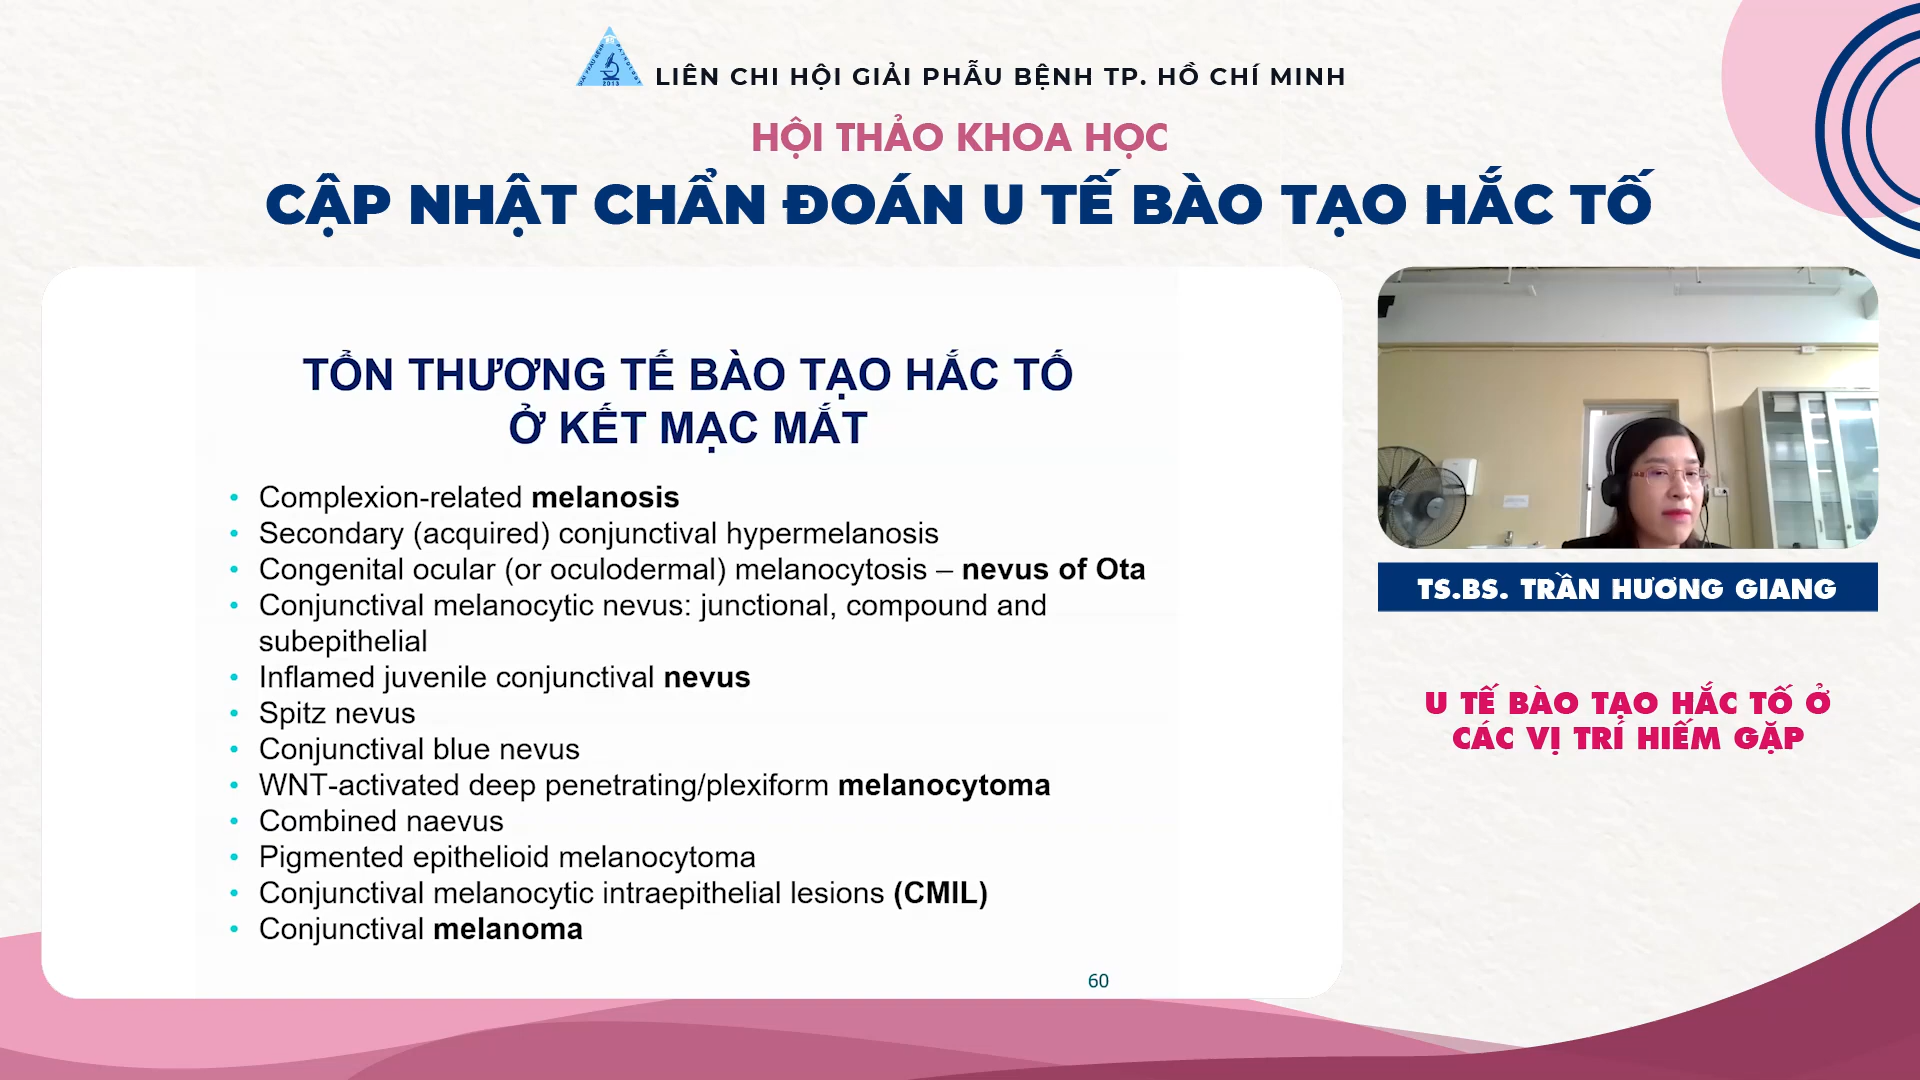 LIÊN CHI HỘI GIẢI PHẪU BỆNH TP. HỒ CHÍ MINH
HỘI THẢO KHOA HỌC
CẬP NHẬT CHẨN ĐOÁN U TẾ BÀO TẠO HẮC TỐ
TỔN THƯƠNG TẾ BÀO TẠO HẮC TỐ
Ở KẾT MẠC MẮT
• Complexion-related melanosis
• Secondary (acquired) conjunctival hypermelanosis
• Congenital ocular (or oculodermal) melanocytosis – nevus of Ota
• Conjunctival melanocytic nevus: junctional, compound and
subepithelial
• Inflamed juvenile conjunctival nevus
• Spitz nevus
• Conjunctival blue nevus
• WNT-activated deep penetrating/plexiform melanocytoma
• Combined naevus
• Pigmented epithelioid melanocytoma
• Conjunctival melanocytic intraepithelial lesions (CMIL)
• Conjunctival melanoma
60
TS.BS. TRẦN HƯƠNG GIANG
U TẾ BÀO TẠO HẮC TỐ Ở
CÁC VỊ TRÍ HIẾM GẶP